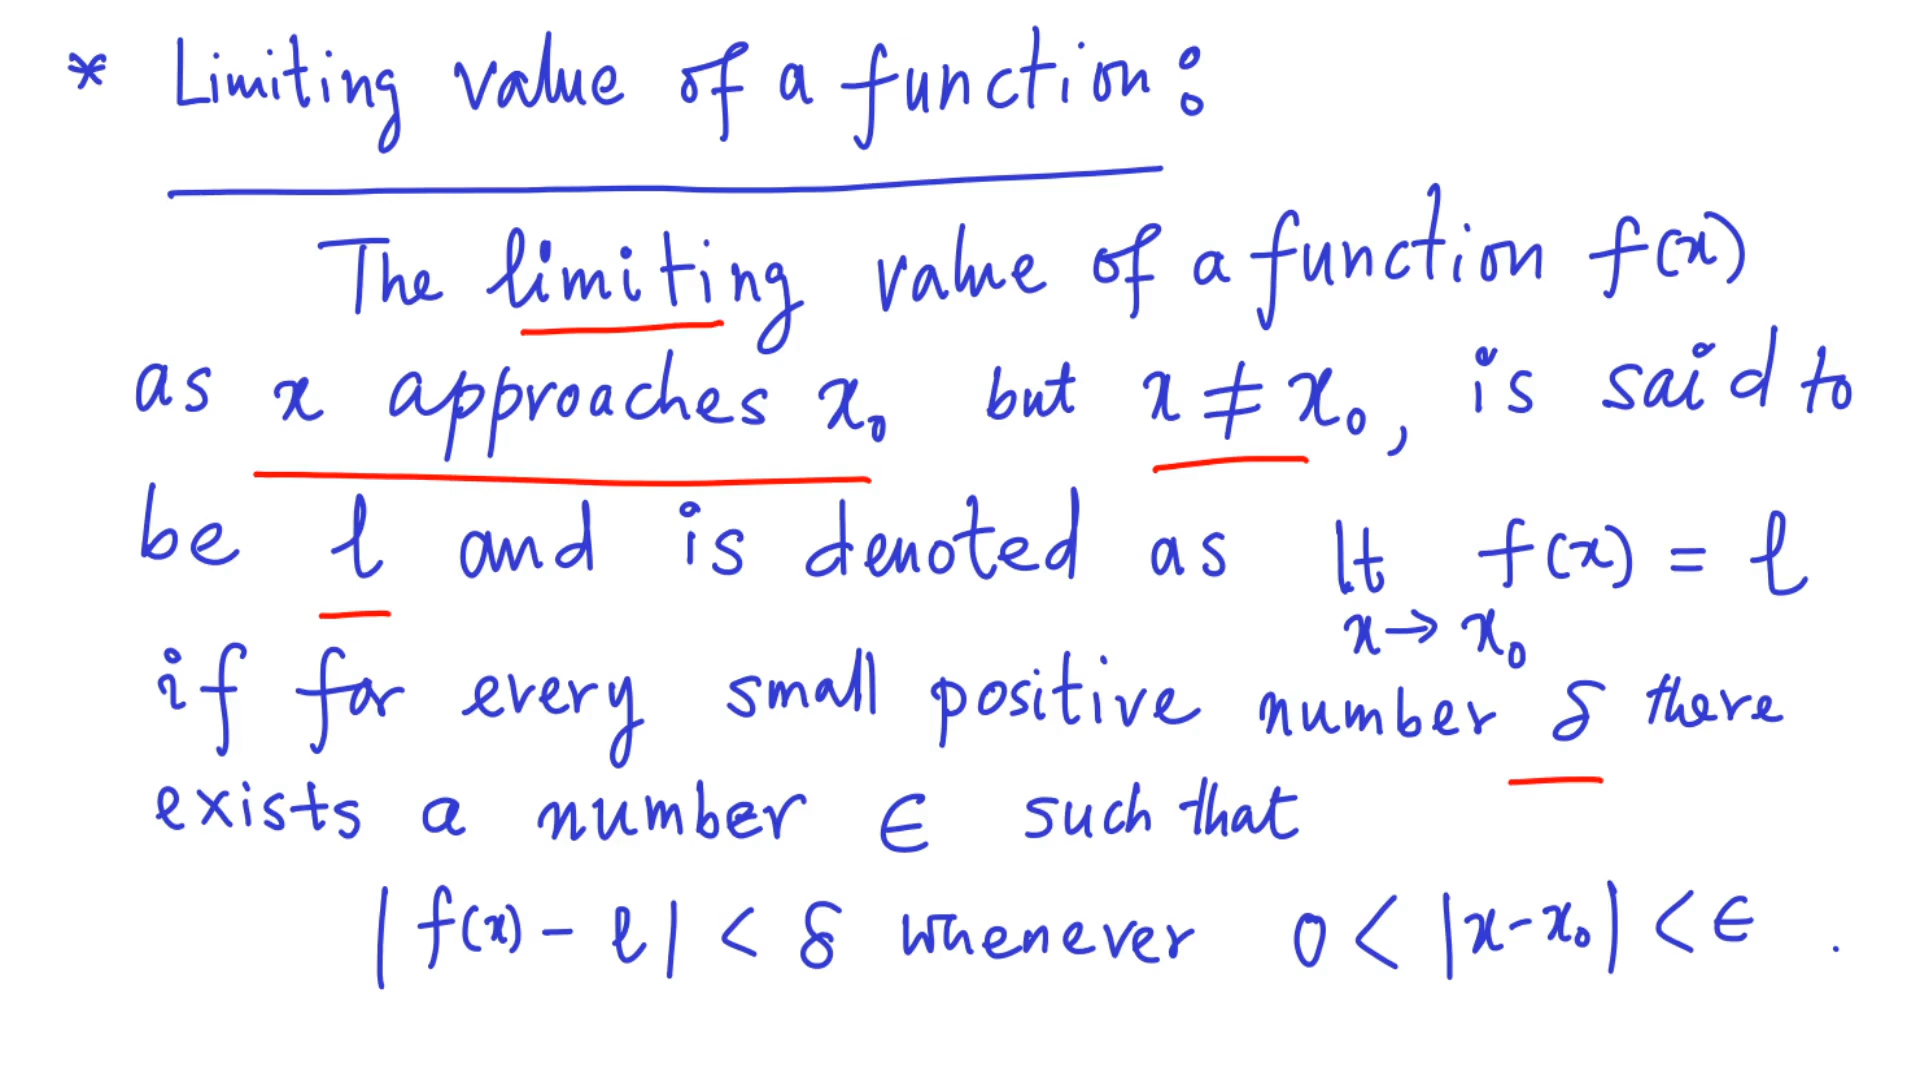 * Limiting value of a function:
The limiting value of a function f(x)
as x approaches x₀ but x ≠ x₀, is said to
be l and is denoted as lt f(x) = l
x → x₀
if for every small positive number δ there
exists a number ∈ such that
|f(x) - l| < δ whenever 0 < |x-x₀| < ∈ .